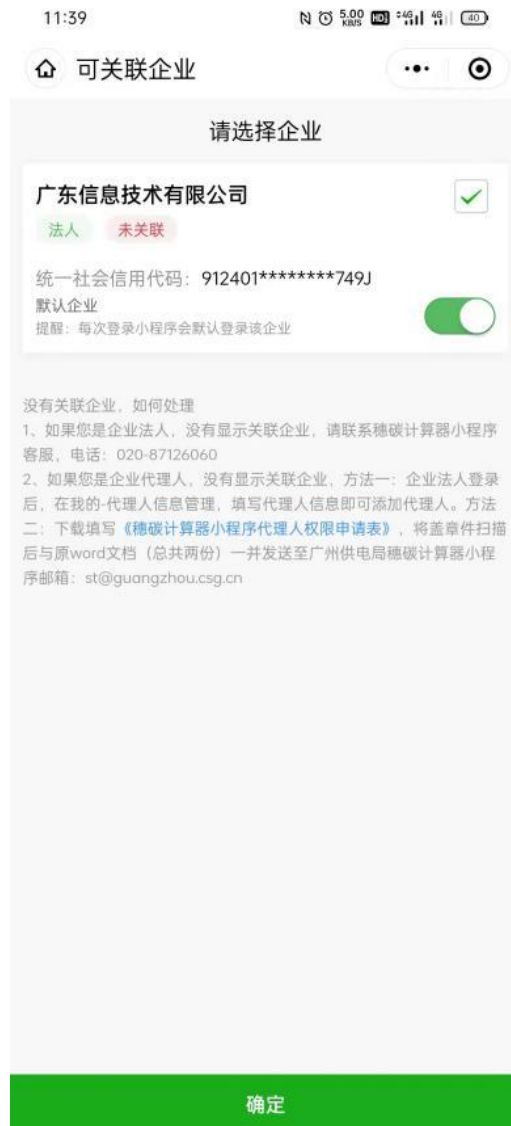 11:39
5.00 KB/S HD 4G 4G 40
可关联企业
请选择企业
广东信息技术有限公司
法人 未关联
统一社会信用代码：912401********749J
默认企业
提醒：每次登录小程序会默认登录该企业
没有关联企业，如何处理
1、如果您是企业法人，没有显示关联企业，请联系穗碳计算器小程序
客服，电话：020-87126060
2、如果您是企业代理人，没有显示关联企业，方法一：企业法人登录
后，在我的-代理人信息管理，填写代理人信息即可添加代理人。方法
二：下载填写《穗碳计算器小程序代理人权限申请表》，将盖章件扫描
后与原word文档（总共两份）一并发送至广州供电局穗碳计算器小程
序邮箱：st@guangzhou.csg.cn
确定